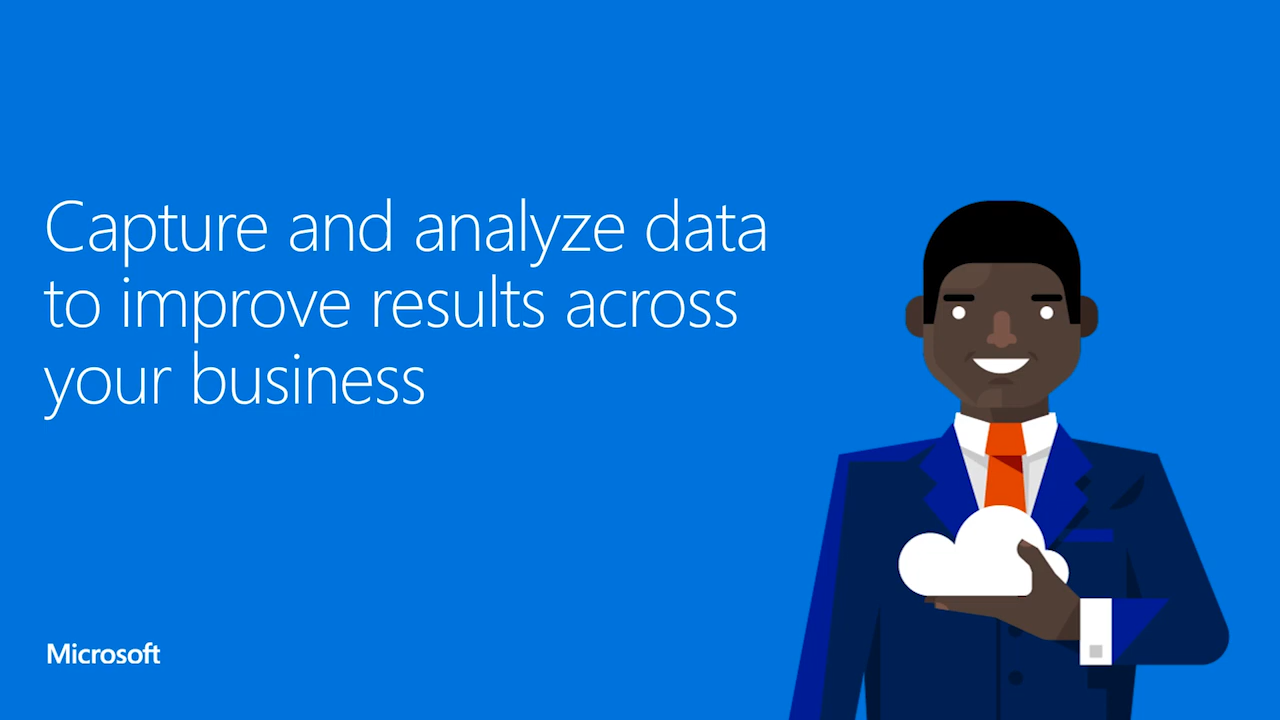 Capture and analyze data
to improve results across
your business
Microsoft